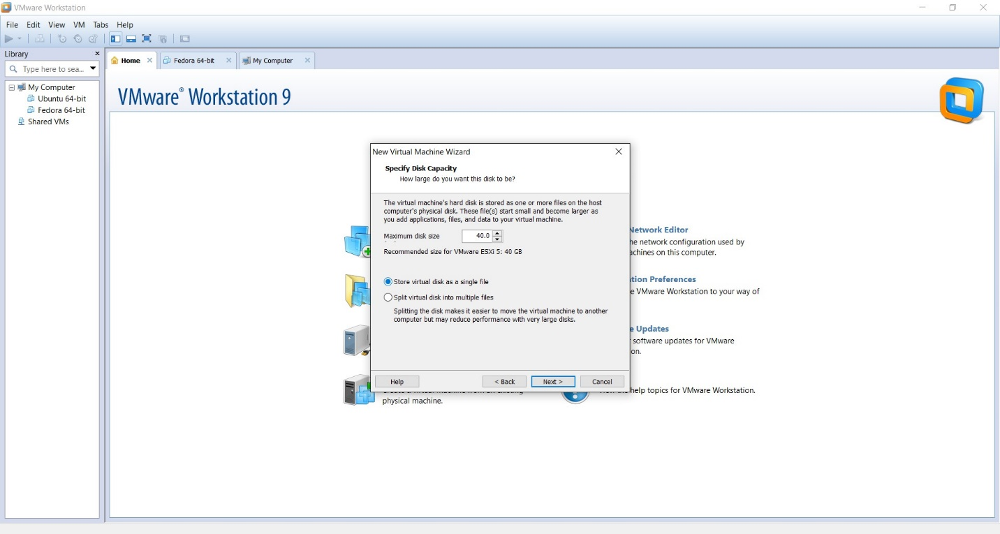 VMware Workstation
File Edit View VM Tabs Help
Library
Type here to sea...
My Computer
Ubuntu 64-bit
Fedora 64-bit
Shared VMs
Home
Fedora 64-bit
My Computer
VMware® Workstation 9
New Virtual Machine Wizard
Specify Disk Capacity
How large do you want this disk to be?
The virtual machine's hard disk is stored as one or more files on the host
computer's physical disk. These file(s) start small and become larger as
you add applications, files, and data to your virtual machine.
Maximum disk size 40.0
Recommended size for VMware ESXi 5: 40 GB
Store virtual disk as a single file
Split virtual disk into multiple files
Splitting the disk makes it easier to move the virtual machine to another
computer but may reduce performance with very large disks.
Help < Back Next > Cancel
Network Editor
he network configuration used by
achines on this computer.
tion Preferences
e VMware Workstation to your way of
e Updates
software updates for VMware
on.
help topics for VMware Workstation.
physical machine.